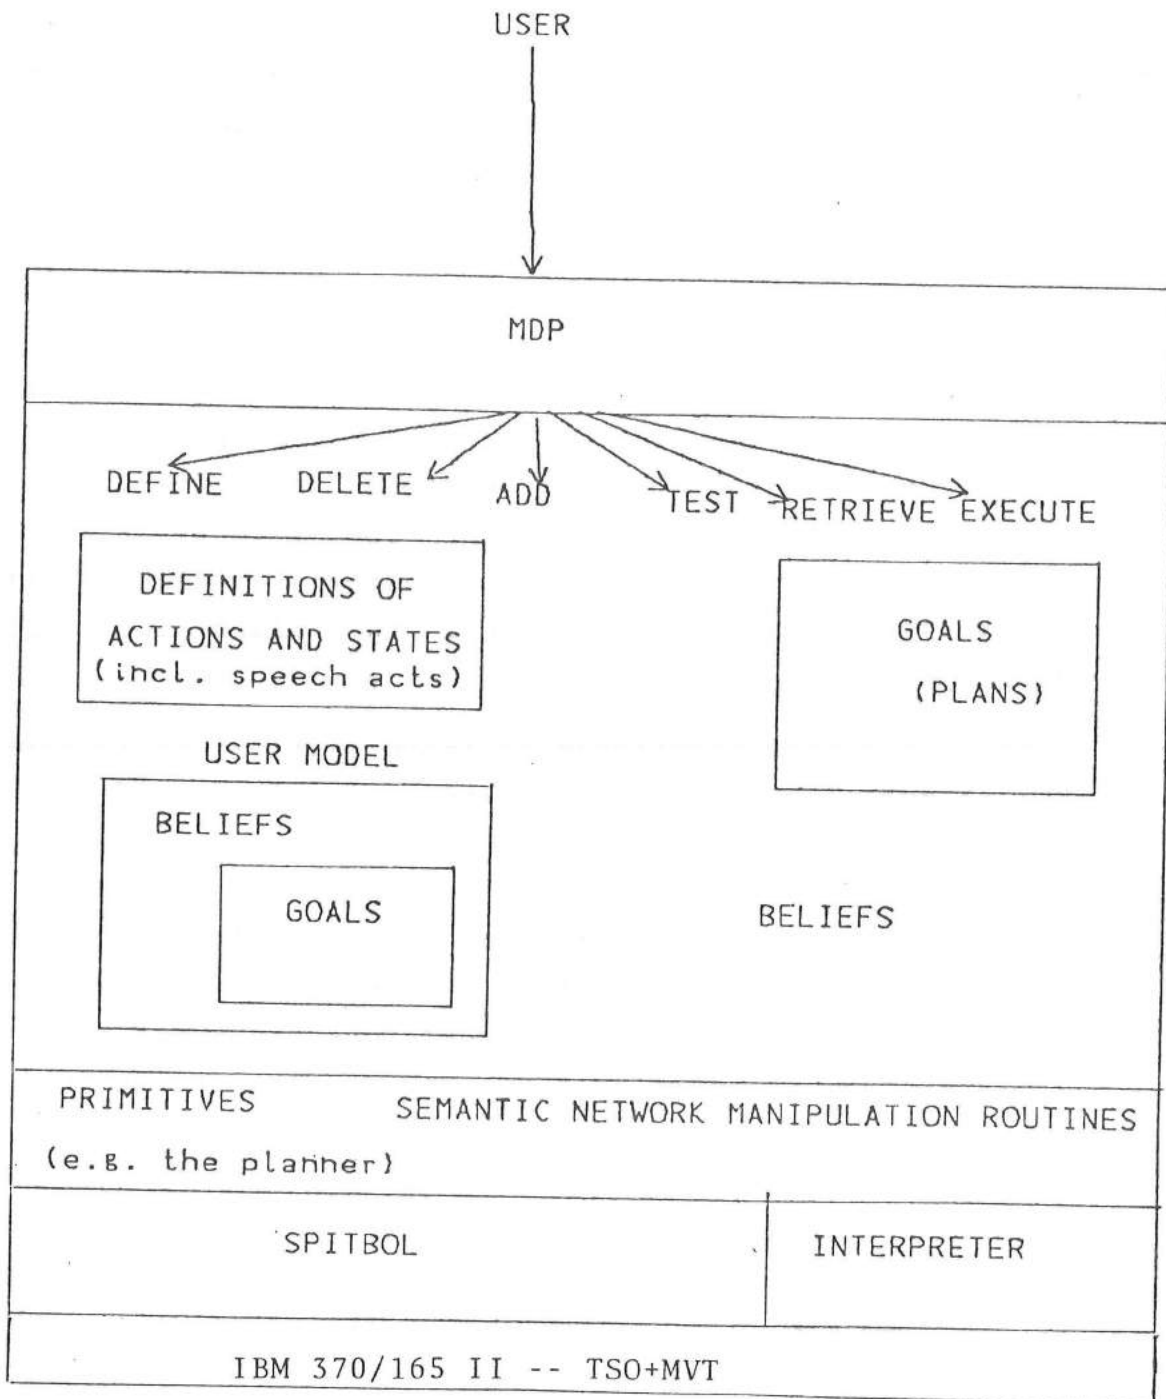 USER
MDP
DEFINE DELETE ADD TEST RETRIEVE EXECUTE
DEFINITIONS OF
ACTIONS AND STATES
(incl. speech acts)
GOALS
(PLANS)
USER MODEL
BELIEFS
GOALS
BELIEFS
PRIMITIVES SEMANTIC NETWORK MANIPULATION ROUTINES
(e.g. the planner)
SPITBOL INTERPRETER
IBM 370/165 II -- TSO+MVT